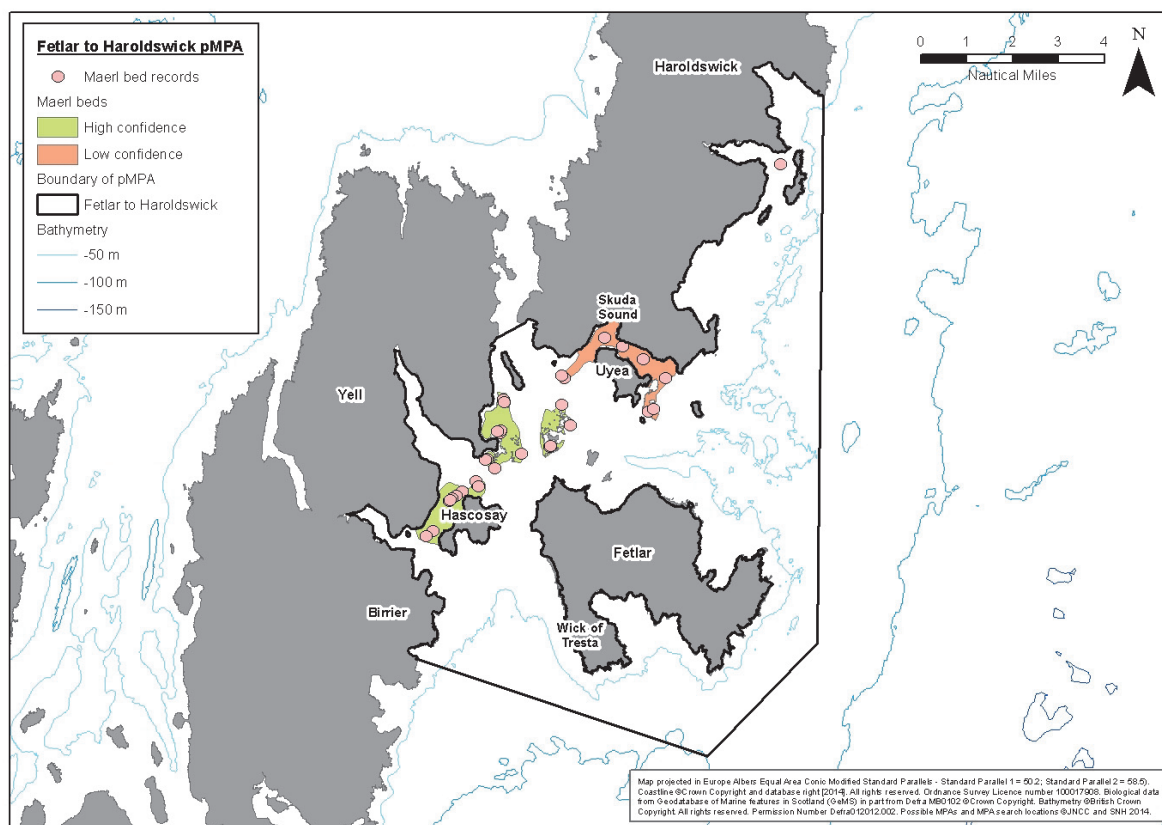 Fetlar to Haroldswick pMPA
Maerl bed records
Maerl beds
High confidence
Low confidence
Boundary of pMPA
Fetlar to Haroldswick
Bathymetry
-50 m
-100 m
-150 m
0 1 2 3 4
Nautical Miles
N
Haroldswick
Skuda
Sound
Uyea
Yell
Hascosay
Fetlar
Birrier
Wick of
Tresta
Map projected in Europe Albers Equal Area Conic Modified Standard Parallels - Standard Parallel 1 = 50.2; Standard Parallel 2 = 58.5).
Coastline ©Crown Copyright and database right [2014]. All rights reserved. Ordnance Survey Licence number 100017908. Biological data
from Geodatabase of Marine features in Scotland (GeMS) in part from Defra MB0102 ©Crown Copyright. Bathymetry ©British Crown
Copyright. All rights reserved. Permission Number Defra012012.002. Possible MPAs and MPA search locations ©JNCC and SNH 2014.